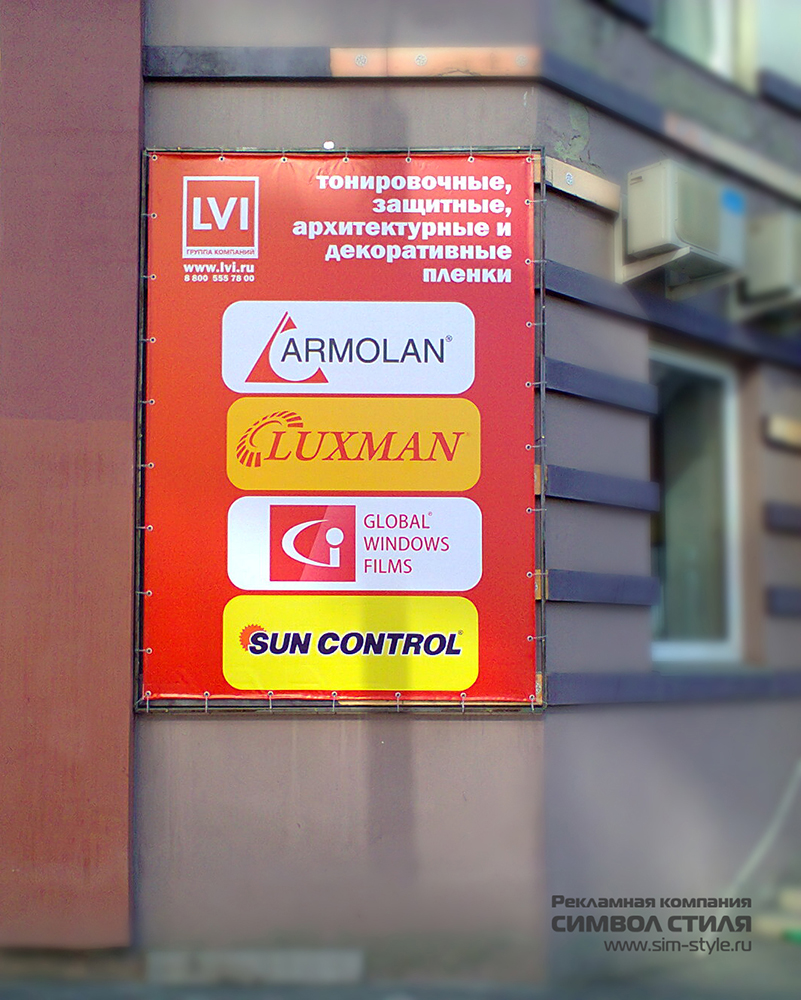 LVI
ГРУППА КОМПАНИЙ
www.lvi.ru
8 800 555 78 00
тонировочные,
защитные,
архитектурные и
декоративные
пленки
ARMOLAN®
LUXMAN®
GLOBAL®
WINDOWS
FILMS
SUN CONTROL®
Рекламная компания
СИМВОЛ СТИЛЯ
www.sim-style.ru